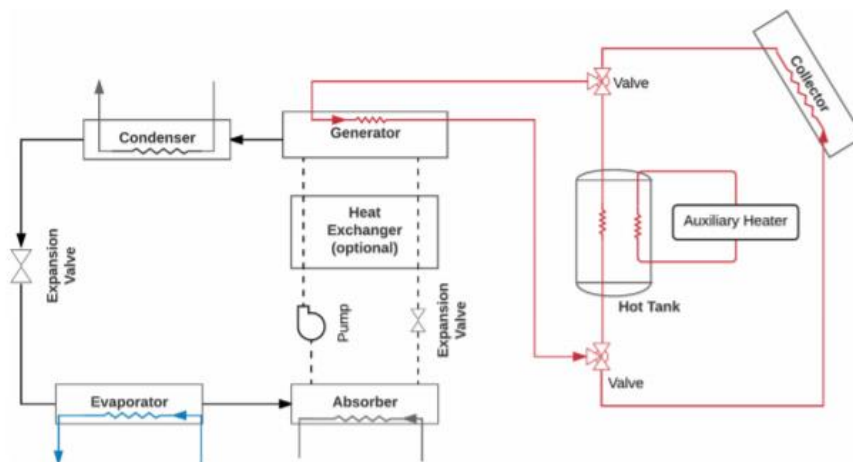 Collector
Valve
Condenser
Generator
Heat
Exchanger
(optional)
Auxiliary Heater
Expansion
Valve
Hot Tank
Pump
Expansion
Valve
Valve
Evaporator
Absorber